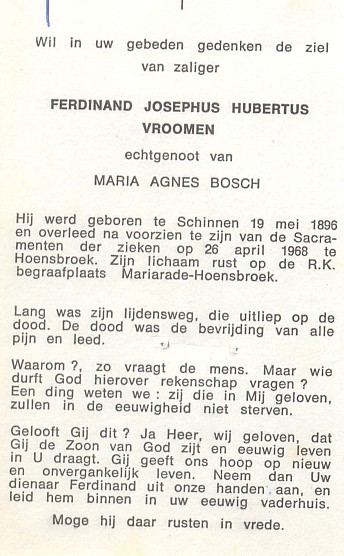 Wil in uw gebeden gedenken de ziel
van zaliger
FERDINAND JOSEPHUS HUBERTUS
VROOMEN
echtgenoot van
MARIA AGNES BOSCH
Hij werd geboren te Schinnen 19 mei 1896
en overleed na voorzien te zijn van de Sacra-
menten der zieken op 26 april 1968 te
Hoensbroek. Zijn lichaam rust op de R.K.
begraafplaats Mariarade-Hoensbroek.
Lang was zijn lijdensweg, die uitliep op de
dood. De dood was de bevrijding van alle
pijn en leed.
Waarom ?, zo vraagt de mens. Maar wie
durft God hierover rekenschap vragen ?
Een ding weten we : zij die in Mij geloven,
zullen in de eeuwigheid niet sterven.
Gelooft Gij dit ? Ja Heer, wij geloven, dat
Gij de Zoon van God zijt en eeuwig leven
in U draagt. Gij geeft ons hoop op nieuw
en onvergankelijk leven. Neem dan Uw
dienaar Ferdinand uit onze handen aan, en
leid hem binnen in uw eeuwig vaderhuis.
Moge hij daar rusten in vrede.